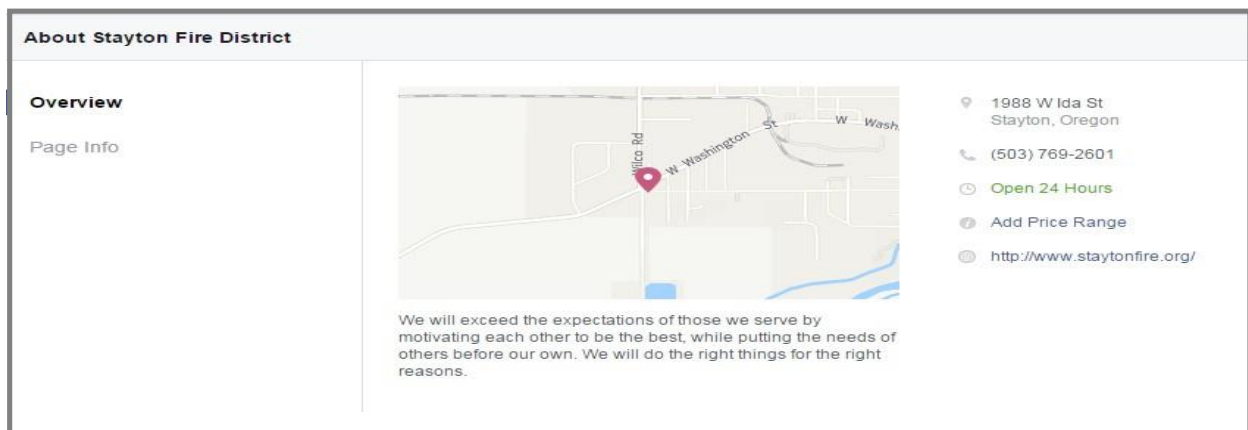 About Stayton Fire District
Overview
Page Info
Wilco Rd
W Washington St
W Wash
We will exceed the expectations of those we serve by
motivating each other to be the best, while putting the needs of
others before our own. We will do the right things for the right
reasons.
1988 W Ida St
Stayton, Oregon
(503) 769-2601
Open 24 Hours
Add Price Range
http://www.staytonfire.org/